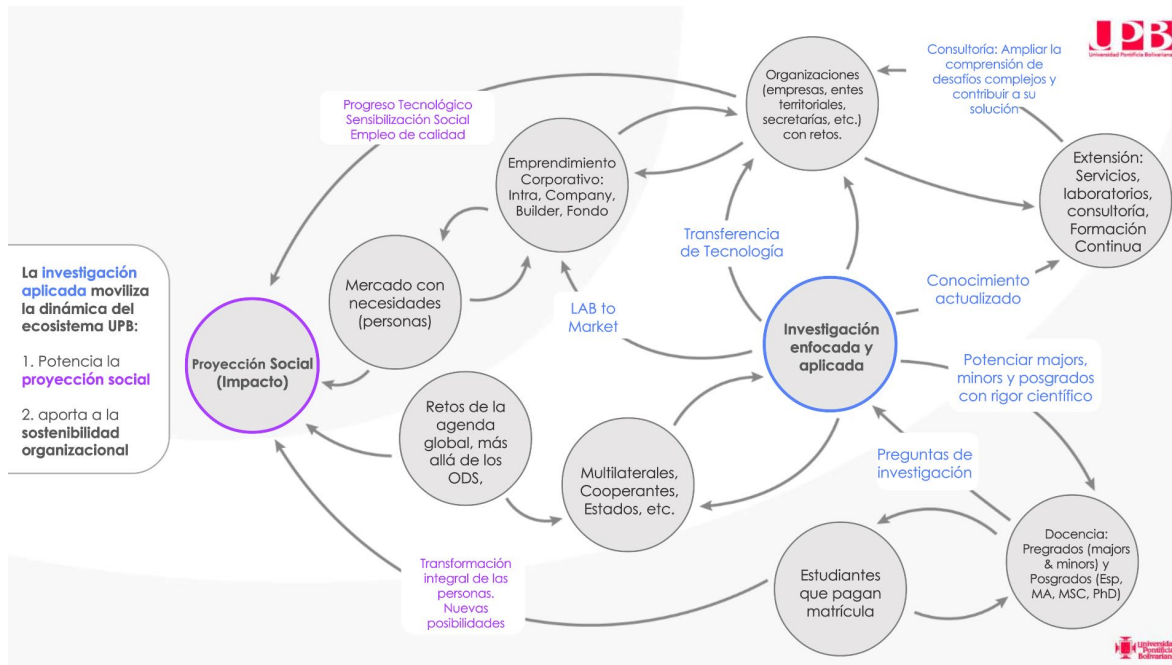 UPB
Universidad Pontificia Bolivariana
Consultoría: Ampliar la
comprensión de
desafíos complejos y
contribuir a su
solución
Organizaciones
(empresas, entes
territoriales,
secretarías, etc.)
con retos.
Progreso Tecnológico
Sensibilización Social
Empleo de calidad
Emprendimiento
Corporativo:
Intra, Company,
Builder, Fondo
Extensión:
Servicios,
laboratorios,
consultoría,
Formación
Continua
Transferencia
de Tecnología
La investigación
aplicada moviliza
la dinámica del
ecosistema UPB:
1. Potencia la
proyección social
2. aporta a la
sostenibilidad
organizacional
Mercado con
necesidades
(personas)
LAB to
Market
Conocimiento
actualizado
Proyección Social
(Impacto)
Investigación
enfocada y
aplicada
Potenciar majors,
minors y posgrados
con rigor científico
Retos de la
agenda
global, más
allá de los
ODS,
Multilaterales,
Cooperantes,
Estados, etc.
Preguntas de
investigación
Transformación
integral de las
personas.
Nuevas
posibilidades
Estudiantes
que pagan
matrícula
Docencia:
Pregrados (majors
& minors) y
Posgrados (Esp,
MA, MSC, PhD)
Universida
Pontificia
Bolivarian